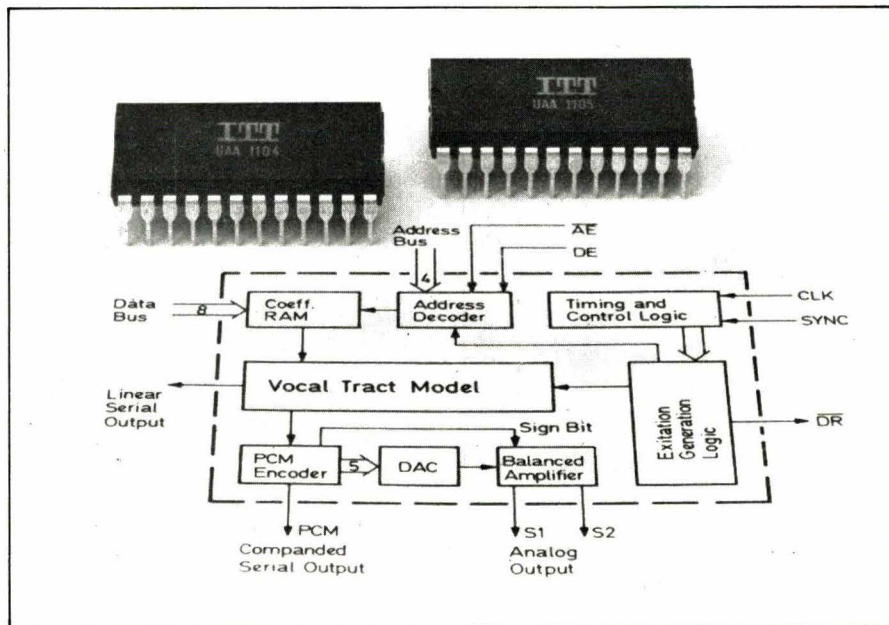 ITT
UAA 1104
ITT
UAA 1105
Address
Bus
4
AE
DE
Data
Bus
8
Coeff.
RAM
Address
Decoder
Timing and
Control Logic
CLK
SYNC
Vocal Tract Model
Linear
Serial
Output
Exitation
Generation
Logic
DR
Sign Bit
PCM
Encoder
5
DAC
Balanced
Amplifier
PCM
Companded
Serial Output
S1
S2
Analog
Output